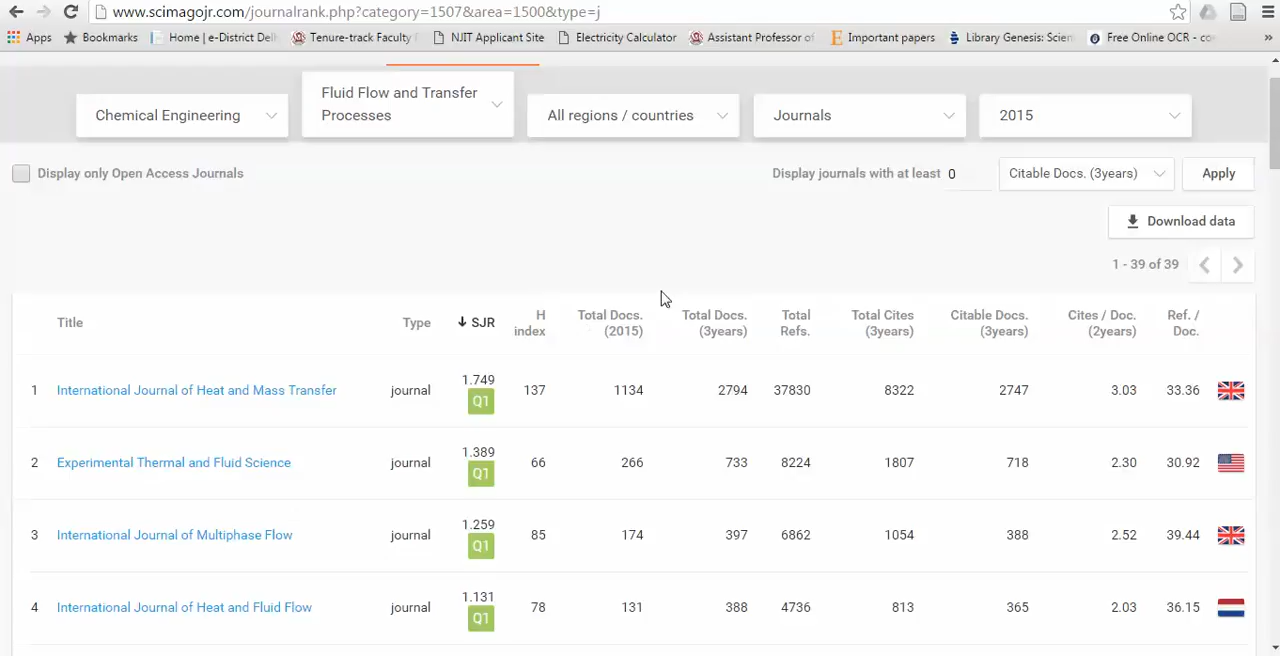 www.scimagojr.com/journalrank.php?category=1507&area=1500&type=j
Apps Bookmarks Home | e-District Del Tenure-track Faculty NJIT Applicant Site Electricity Calculator Assistant Professor of Important papers Library Genesis: Scien Free Online OCR - co »
Chemical Engineering
Fluid Flow and Transfer
Processes
All regions / countries
Journals
2015
Display only Open Access Journals
Display journals with at least 0 Citable Docs. (3years) Apply
Download data
1 - 39 of 39
Title Type SJR H index Total Docs. (2015) Total Docs. (3years) Total Refs. Total Cites (3years) Citable Docs. (3years) Cites / Doc. (2years) Ref. / Doc.
1 International Journal of Heat and Mass Transfer journal 1.749 Q1 137 1134 2794 37830 8322 2747 3.03 33.36
2 Experimental Thermal and Fluid Science journal 1.389 Q1 66 266 733 8224 1807 718 2.30 30.92
3 International Journal of Multiphase Flow journal 1.259 Q1 85 174 397 6862 1054 388 2.52 39.44
4 International Journal of Heat and Fluid Flow journal 1.131 Q1 78 131 388 4736 813 365 2.03 36.15